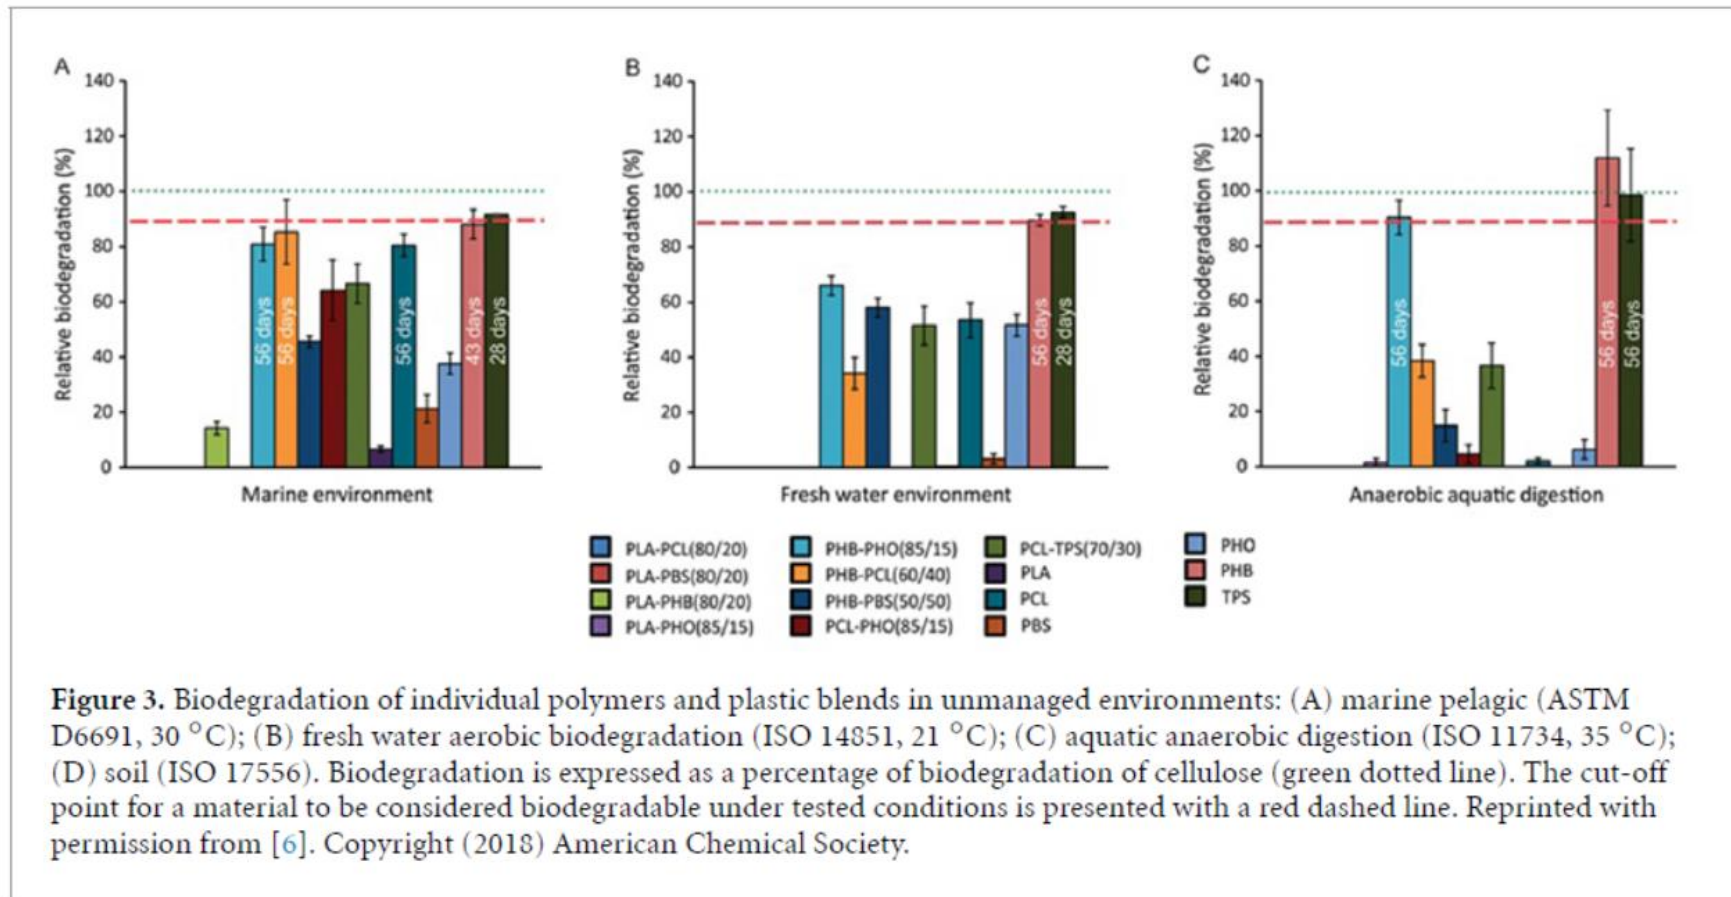 A
140
120
100
80
60
40
20
0
Relative biodegradation (%)
56 days
56 days
56 days
43 days
28 days
Marine environment
B
140
120
100
80
60
40
20
0
Relative biodegradation (%)
56 days
28 days
Fresh water environment
C
140
120
100
80
60
40
20
0
Relative biodegradation (%)
56 days
56 days
56 days
Anaerobic aquatic digestion
PLA-PCL(80/20)
PLA-PBS(80/20)
PLA-PHB(80/20)
PLA-PHO(85/15)
PHB-PHO(85/15)
PHB-PCL(60/40)
PHB-PBS(50/50)
PCL-PHO(85/15)
PCL-TPS(70/30)
PLA
PCL
PBS
PHO
PHB
TPS
Figure 3. Biodegradation of individual polymers and plastic blends in unmanaged environments: (A) marine pelagic (ASTM
D6691, 30 °C); (B) fresh water aerobic biodegradation (ISO 14851, 21 °C); (C) aquatic anaerobic digestion (ISO 11734, 35 °C);
(D) soil (ISO 17556). Biodegradation is expressed as a percentage of biodegradation of cellulose (green dotted line). The cut-off
point for a material to be considered biodegradable under tested conditions is presented with a red dashed line. Reprinted with
permission from [6]. Copyright (2018) American Chemical Society.